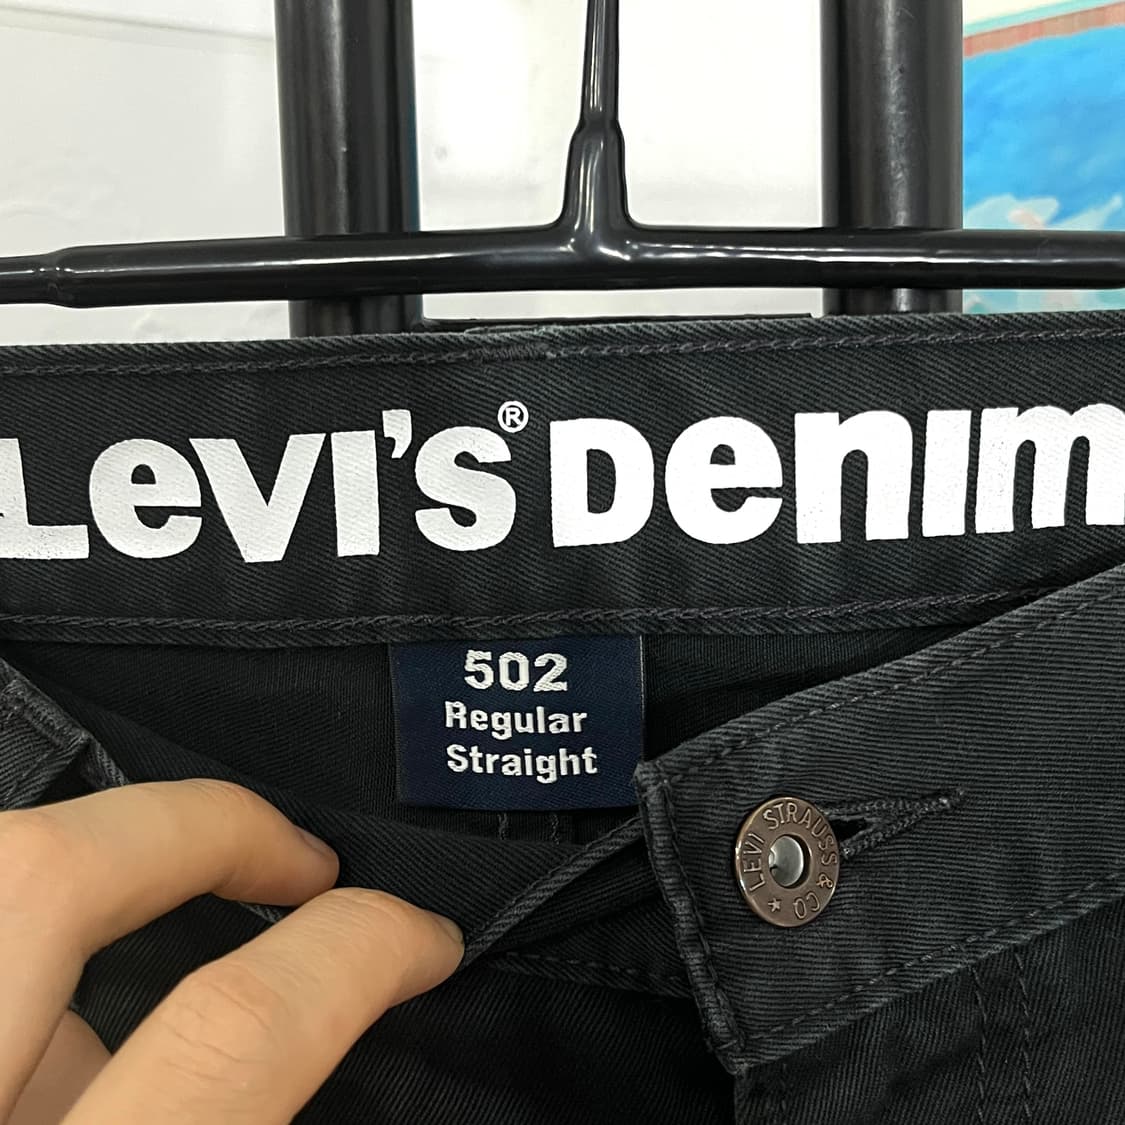 Levi's® Denim
502
Regular
Straight
LEVI STRAUSS & CO ★